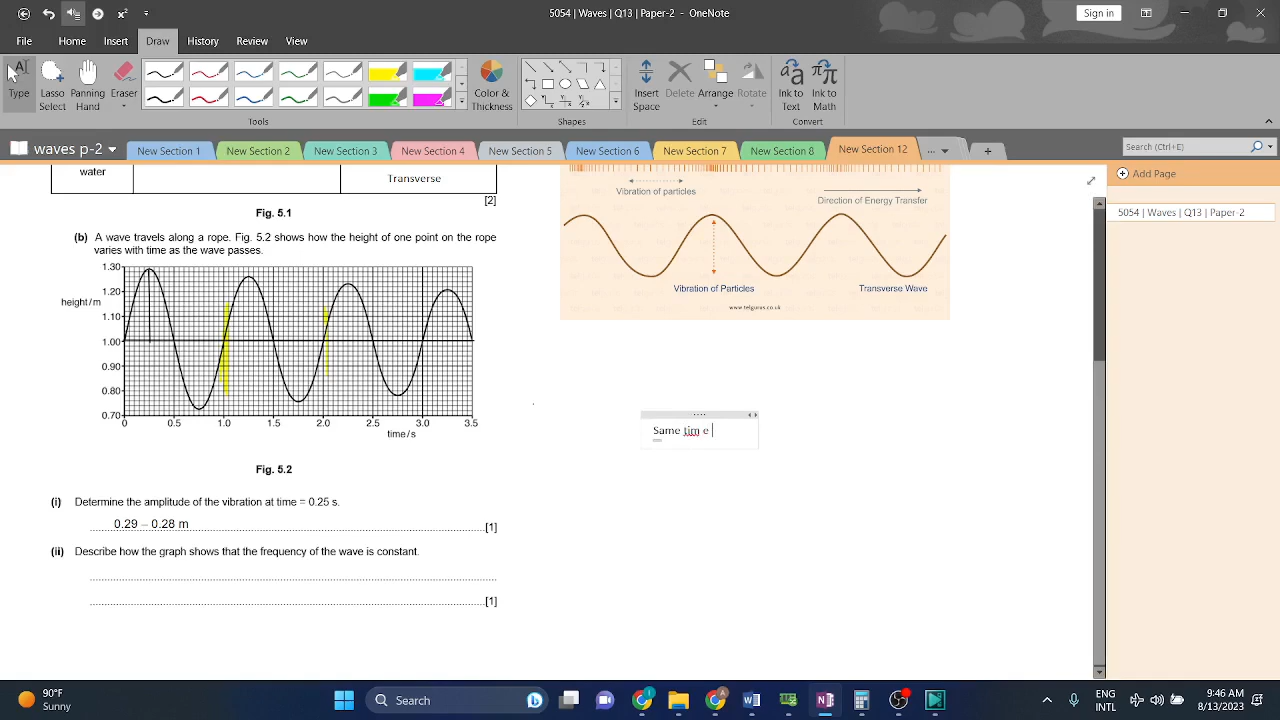 5054 | Waves | Q13 | Paper-2 - OneNote
Sign in
File Home Insert Draw History Review View
Type
Lasso Select
Panning Hand
Eraser
Color & Thickness
Insert Space
Delete
Arrange
Rotate
Ink to Text
Ink to Math
Tools
Shapes
Edit
Convert
waves p-2
New Section 1
New Section 2
New Section 3
New Section 4
New Section 5
New Section 6
New Section 7
New Section 8
New Section 12
...
Search (Ctrl+E)
Add Page
5054 | Waves | Q13 | Paper-2
water
Transverse
[2]
Fig. 5.1
Vibration of particles
Direction of Energy Transfer
Vibration of Particles
Transverse Wave
www.telgurus.co.uk
(b) A wave travels along a rope. Fig. 5.2 shows how the height of one point on the rope
varies with time as the wave passes.
1.30
1.20
height/m
1.10
1.00
0.90
0.80
0.70
0 0.5 1.0 1.5 2.0 2.5 3.0 3.5
time/s
Fig. 5.2
Same tim e
(i) Determine the amplitude of the vibration at time = 0.25 s.
0.29 – 0.28 m
[1]
(ii) Describe how the graph shows that the frequency of the wave is constant.
[1]
90°F
Sunny
Search
ENG
INTL
9:46 AM
8/13/2023